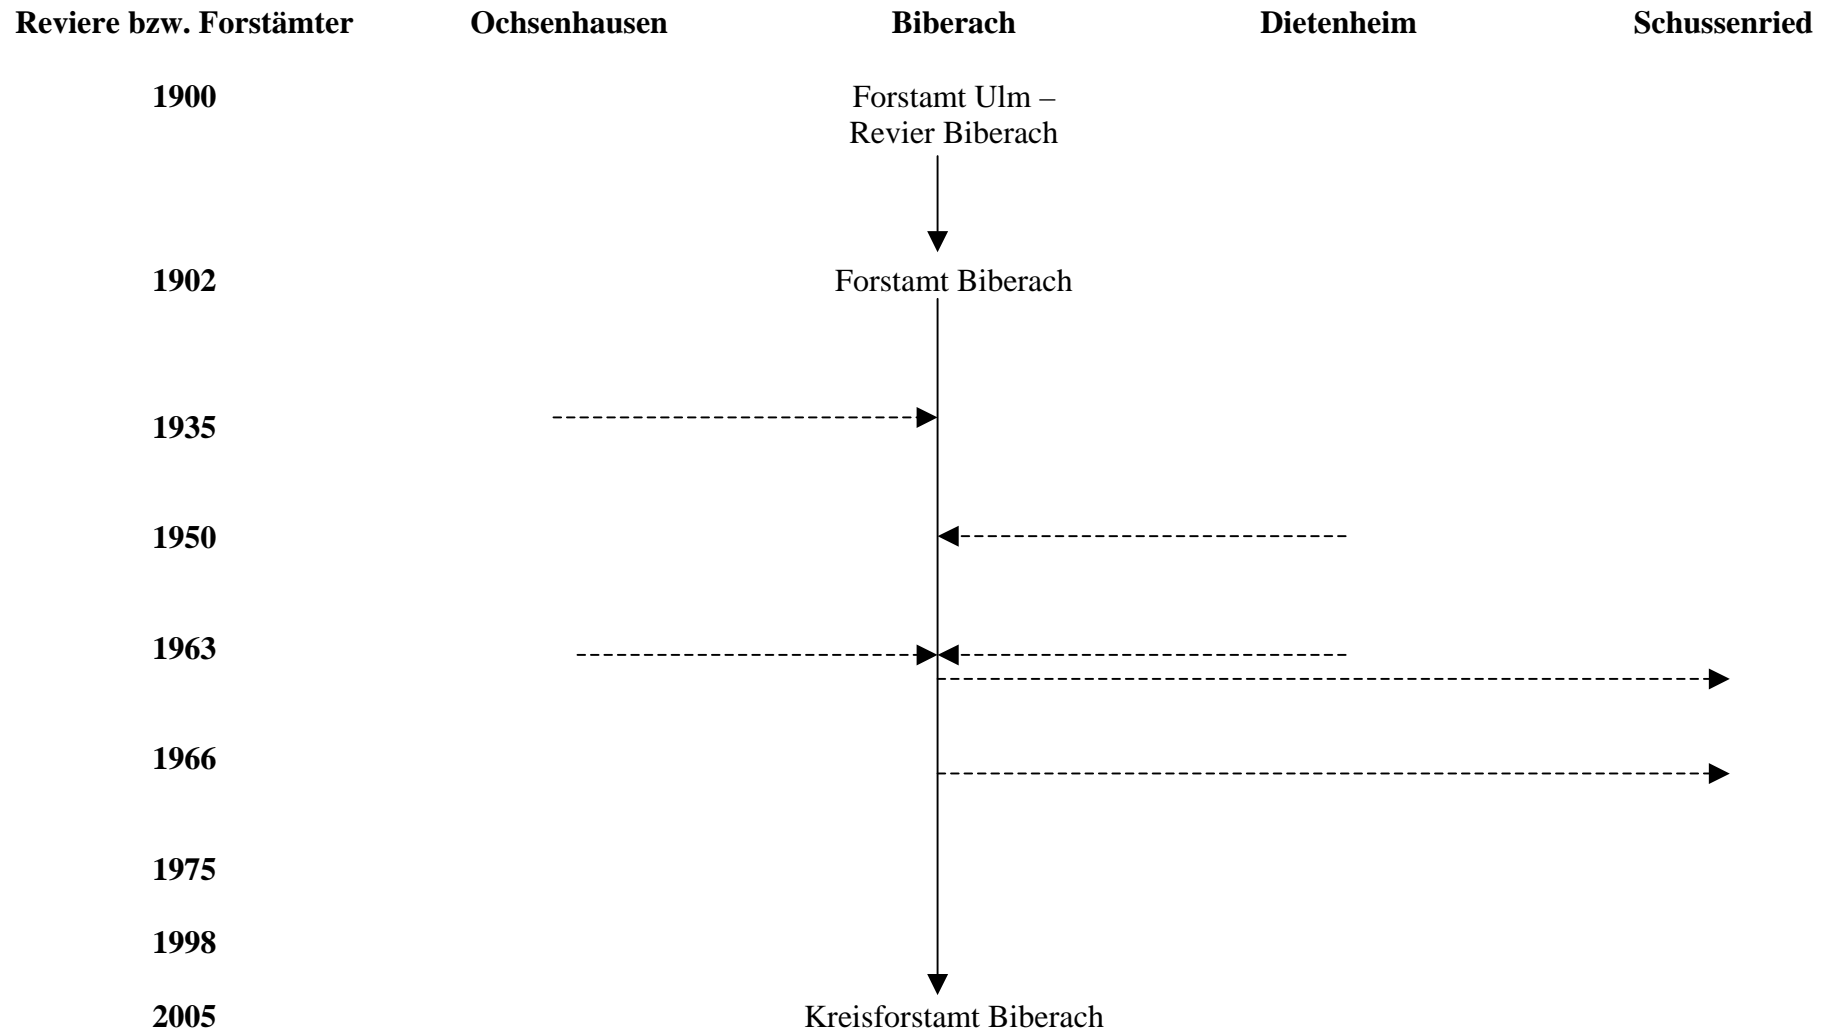 Reviere bzw. Forstämter Ochsenhausen Biberach Dietenheim Schussenried
1900 Forstamt Ulm –
Revier Biberach
1902 Forstamt Biberach
1935
1950
1963
1966
1975
1998
2005 Kreisforstamt Biberach